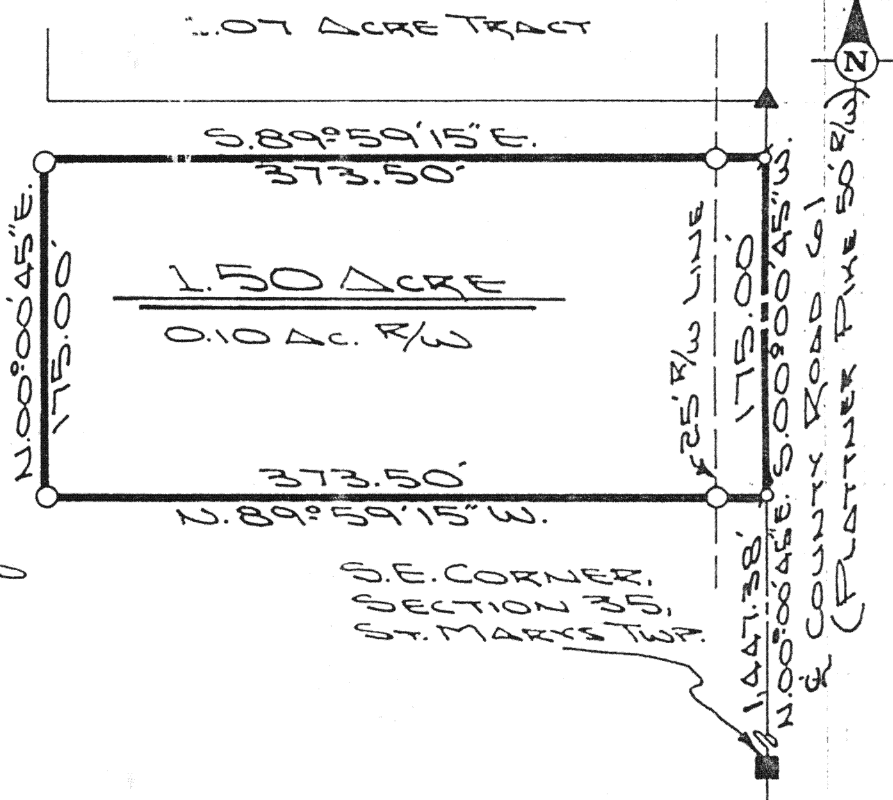 .07 ACRE TRACT
N
S.89°59'15"E.
373.50'
N.00°00'45"E.
175.00'
1.50 ACRE
0.10 AC. R/W
25' R/W LINE
175.00'
S.00°00'45"W.
℄ COUNTY ROAD 61
(PLATTNER PIKE 50' R/W)
373.50'
N.89°59'15"W.
S.E. CORNER,
SECTION 35,
ST. MARYS TWP.
1,447.38'
N.00°00'45"E.